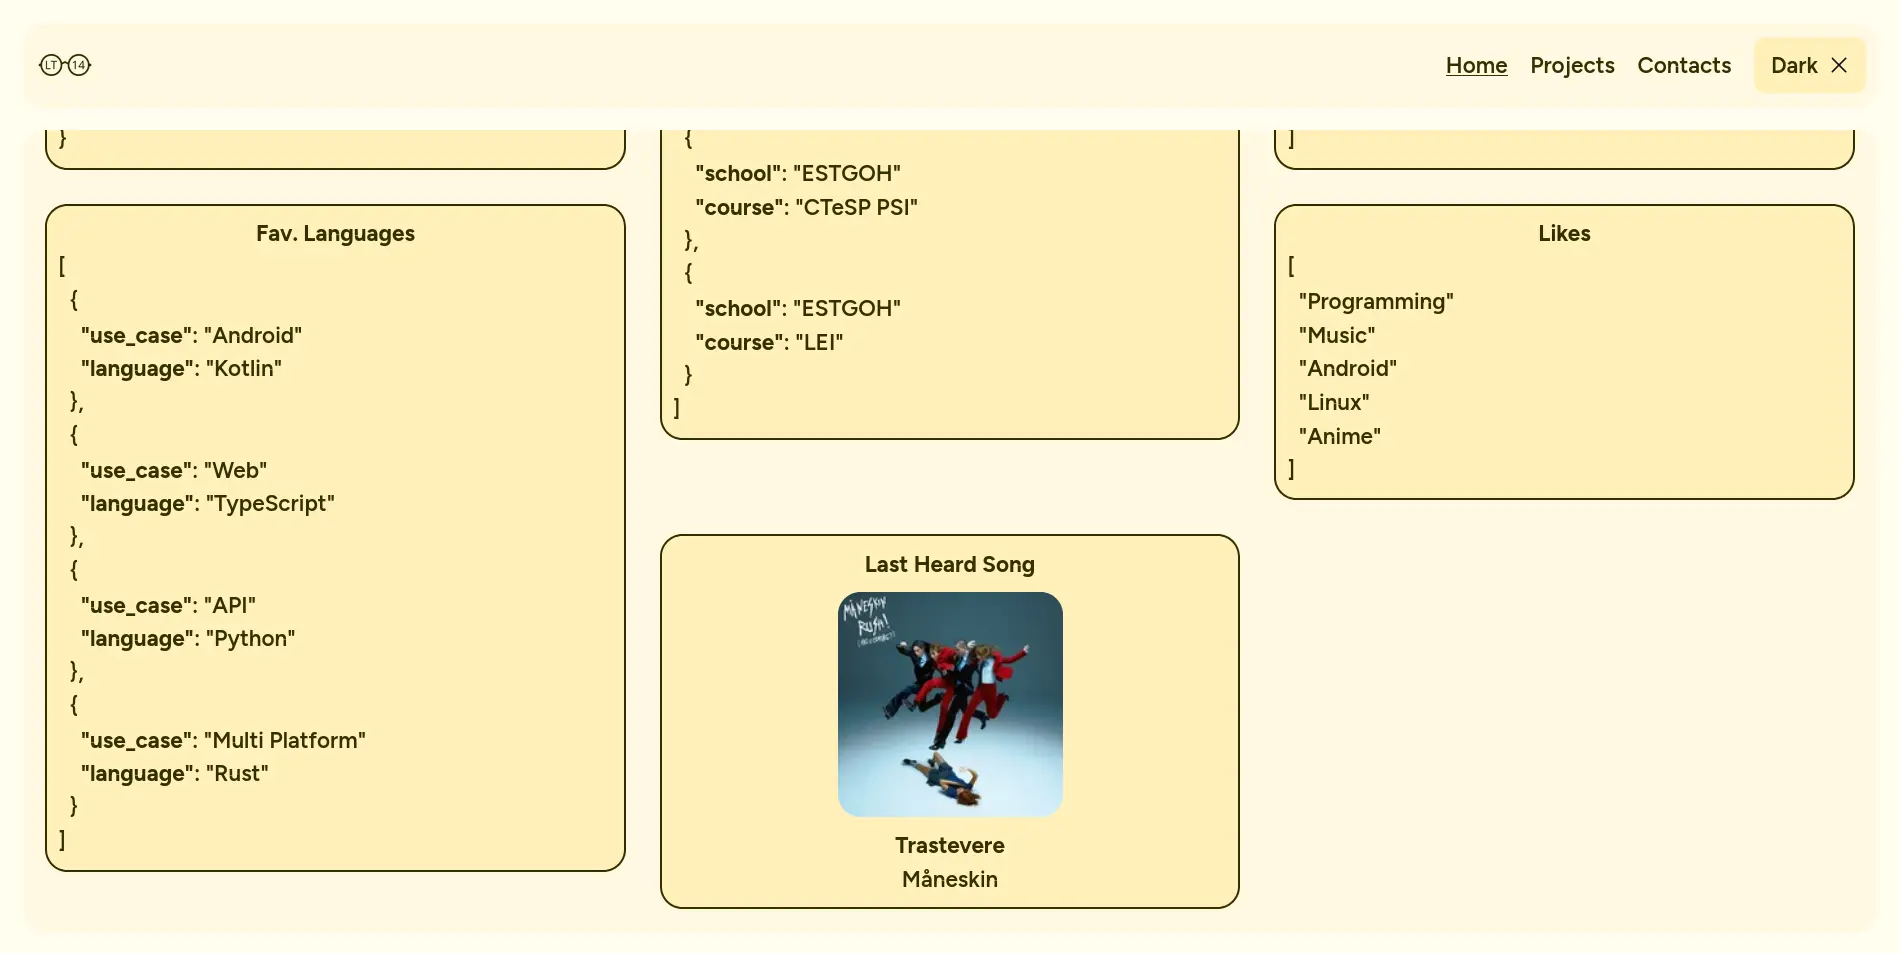 LT 14
Home Projects Contacts Dark
}
Fav. Languages
[
{
"use_case": "Android"
"language": "Kotlin"
},
{
"use_case": "Web"
"language": "TypeScript"
},
{
"use_case": "API"
"language": "Python"
},
{
"use_case": "Multi Platform"
"language": "Rust"
}
]
{
"school": "ESTGOH"
"course": "CTeSP PSI"
},
{
"school": "ESTGOH"
"course": "LEI"
}
]
Last Heard Song
MÅNESKIN
RUSH!
Trastevere
Måneskin
]
Likes
[
"Programming"
"Music"
"Android"
"Linux"
"Anime"
]